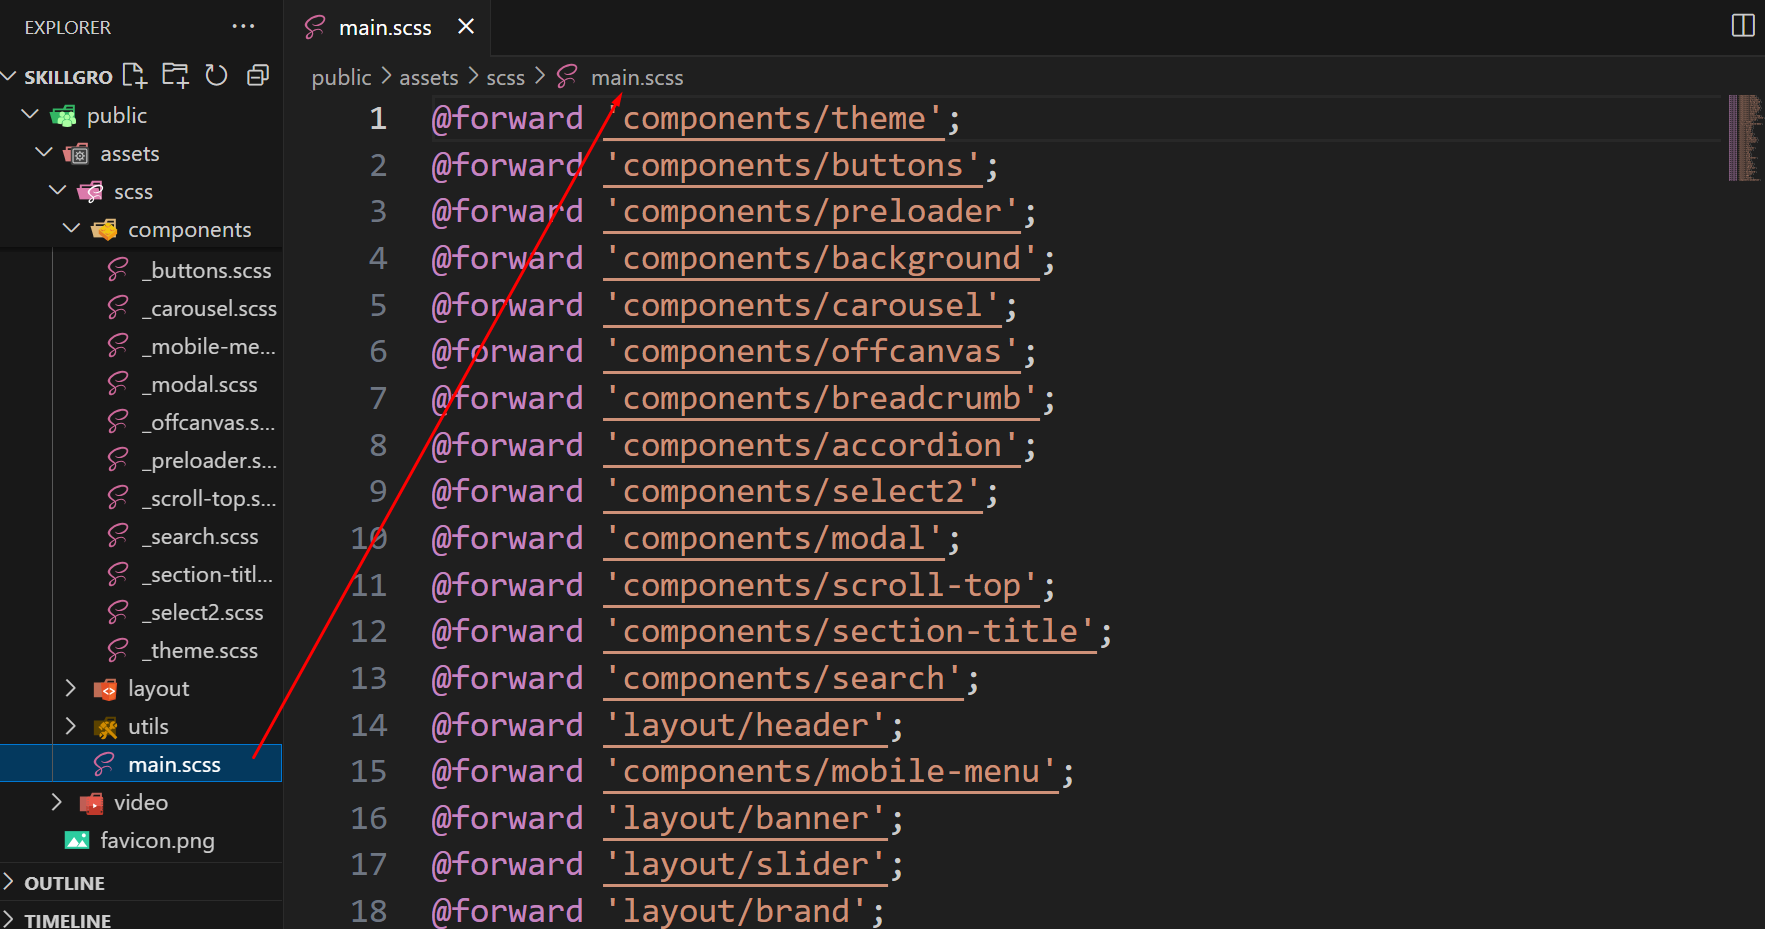 EXPLORER
SKILLGRO
public
assets
scss
components
_buttons.scss
_carousel.scss
_mobile-me...
_modal.scss
_offcanvas.s...
_preloader.s...
_scroll-top.s...
_search.scss
_section-titl...
_select2.scss
_theme.scss
layout
utils
main.scss
video
favicon.png
OUTLINE
TIMELINE
main.scss
public > assets > scss > main.scss
1 @forward 'components/theme';
2 @forward 'components/buttons';
3 @forward 'components/preloader';
4 @forward 'components/background';
5 @forward 'components/carousel';
6 @forward 'components/offcanvas';
7 @forward 'components/breadcrumb';
8 @forward 'components/accordion';
9 @forward 'components/select2';
10 @forward 'components/modal';
11 @forward 'components/scroll-top';
12 @forward 'components/section-title';
13 @forward 'components/search';
14 @forward 'layout/header';
15 @forward 'components/mobile-menu';
16 @forward 'layout/banner';
17 @forward 'layout/slider';
18 @forward 'layout/brand';